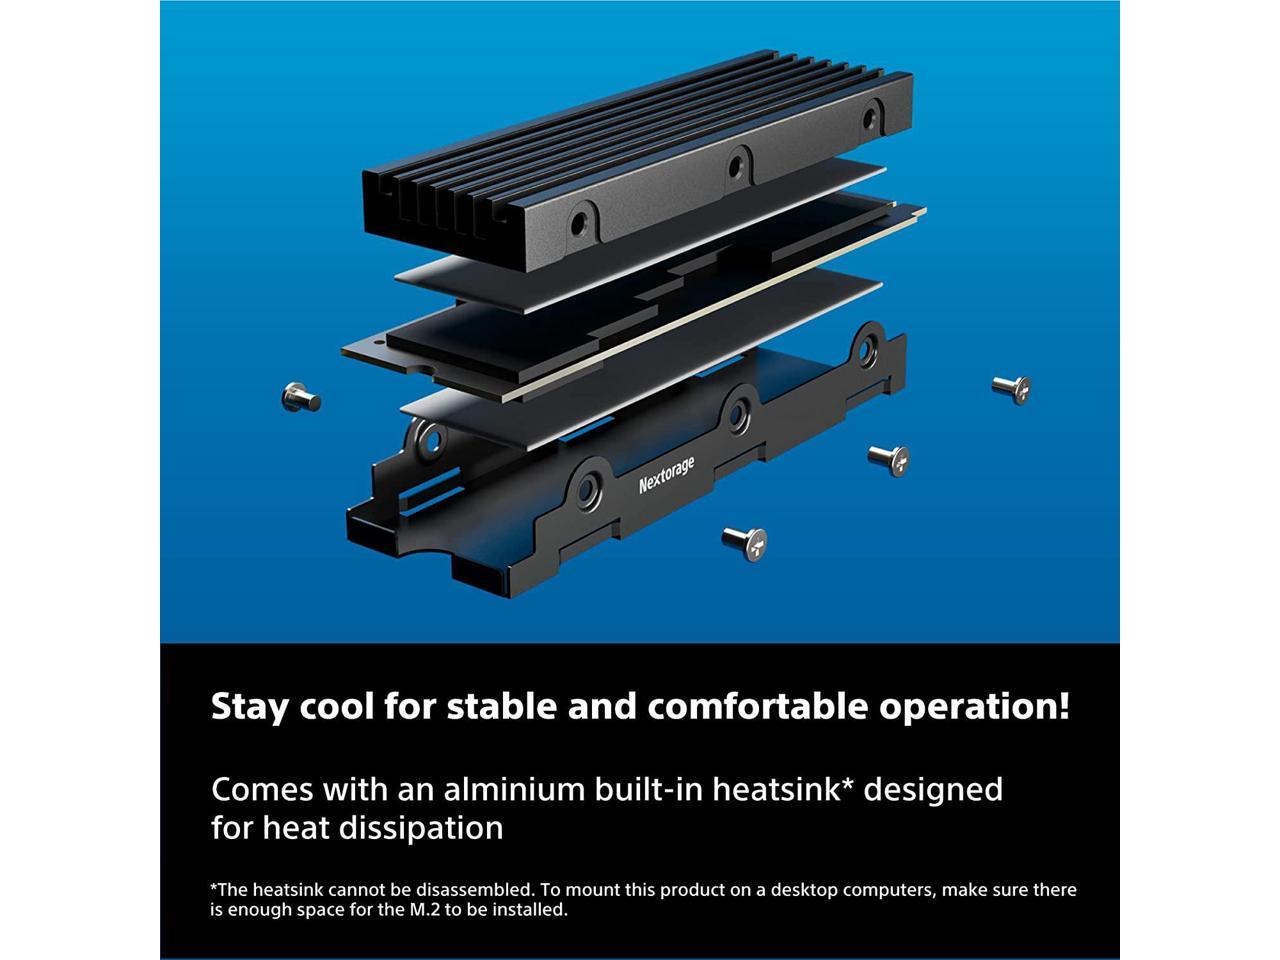 Nextorage
Stay cool for stable and comfortable operation!
Comes with an alminium built-in heatsink* designed
for heat dissipation
*The heatsink cannot be disassembled. To mount this product on a desktop computers, make sure there
is enough space for the M.2 to be installed.